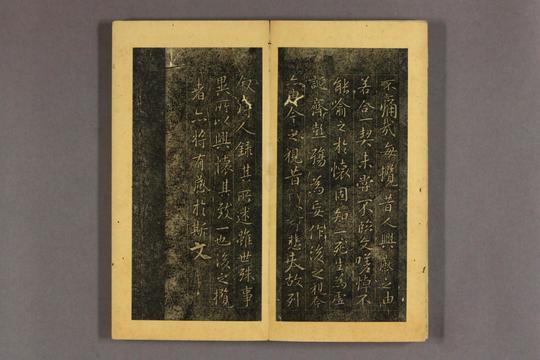 不痛哉每攬昔人興感之由
若合一契未嘗不臨文嗟悼不
能喻之於懷固知一死生為虛
誕齊彭殤為妄作後之視今
今之視昔悲夫故列
敘時人錄其所述雖世殊事
異所以興懷其致一也後之攬
者亦將有感於斯文